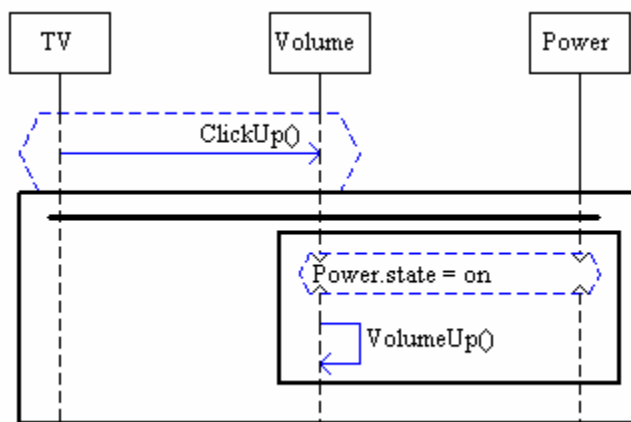 TV
Volume
Power
ClickUp()
Power.state = on
VolumeUp()